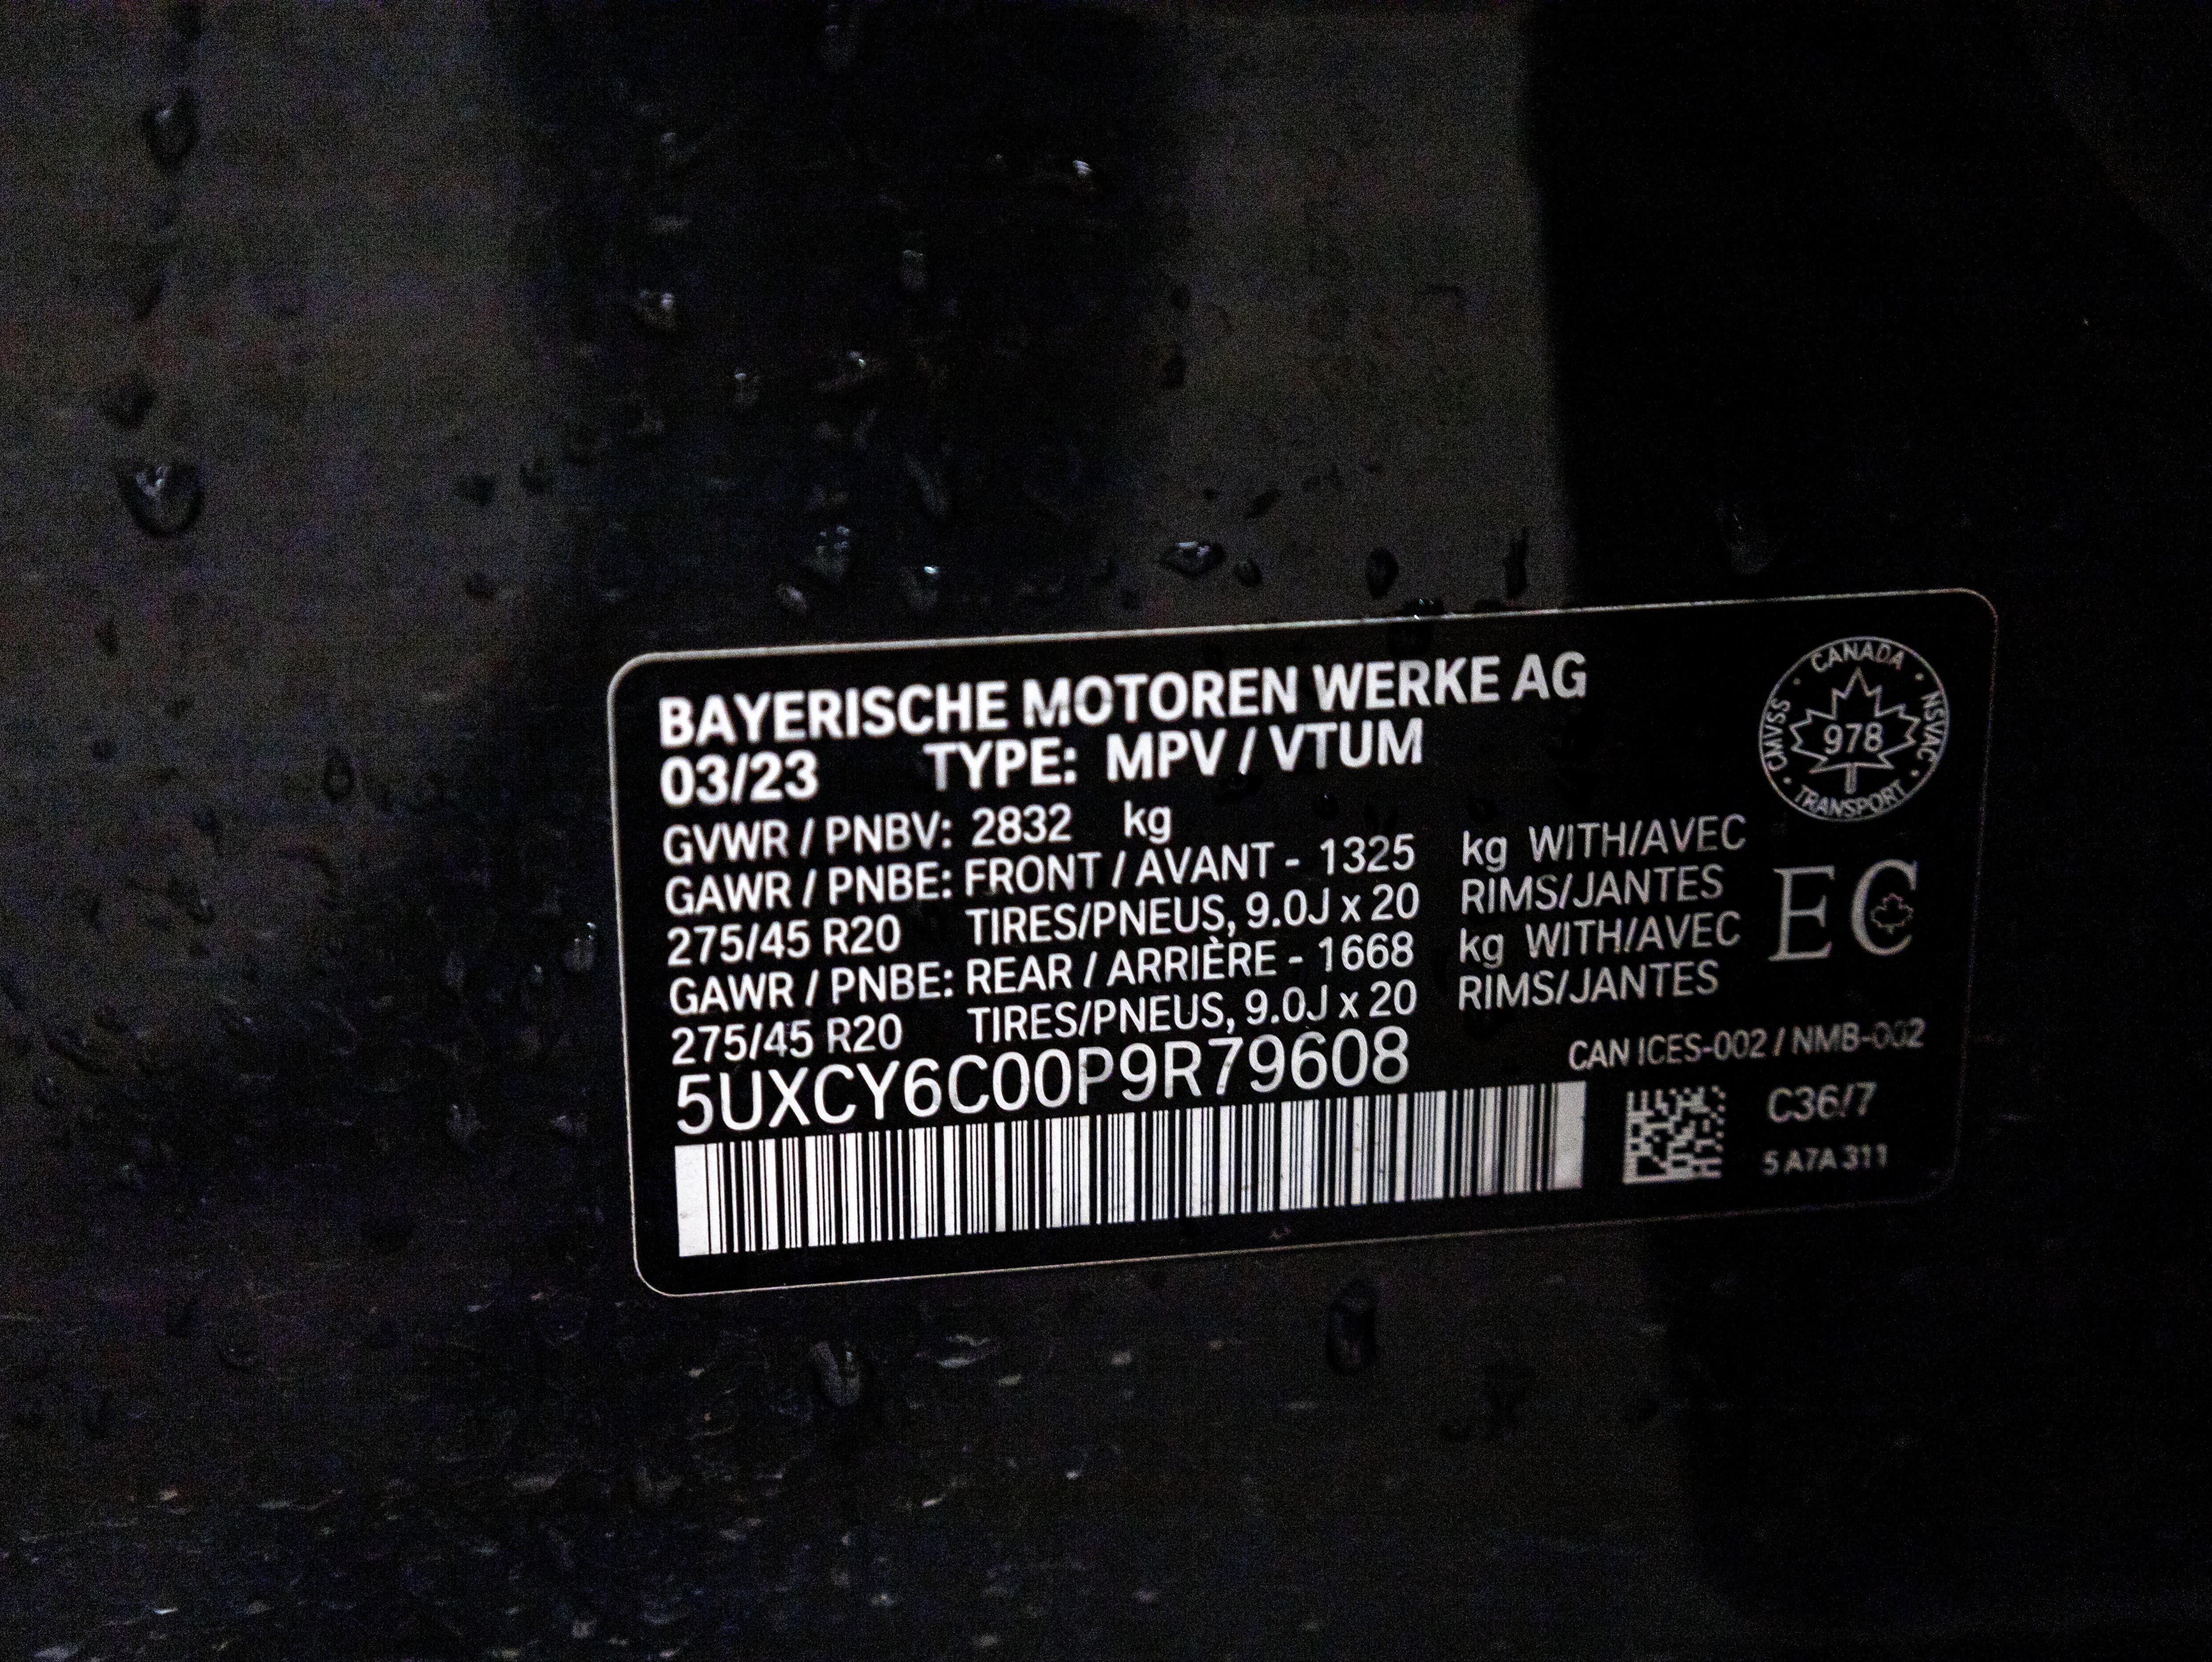 BAYERISCHE MOTOREN WERKE AG
03/23 TYPE: MPV / VTUM
GVWR / PNBV: 2832 kg
GAWR / PNBE: FRONT / AVANT - 1325 kg WITH/AVEC
275/45 R20 TIRES/PNEUS, 9.0J x 20 RIMS/JANTES
GAWR / PNBE: REAR / ARRIÈRE - 1668 kg WITH/AVEC
275/45 R20 TIRES/PNEUS, 9.0J x 20 RIMS/JANTES
5UXCY6C00P9R79608
CANADA
CMVSS
978
NSVAC
TRANSPORT
EC
CAN ICES-002 / NMB-002
C36/7
5 A7A 311